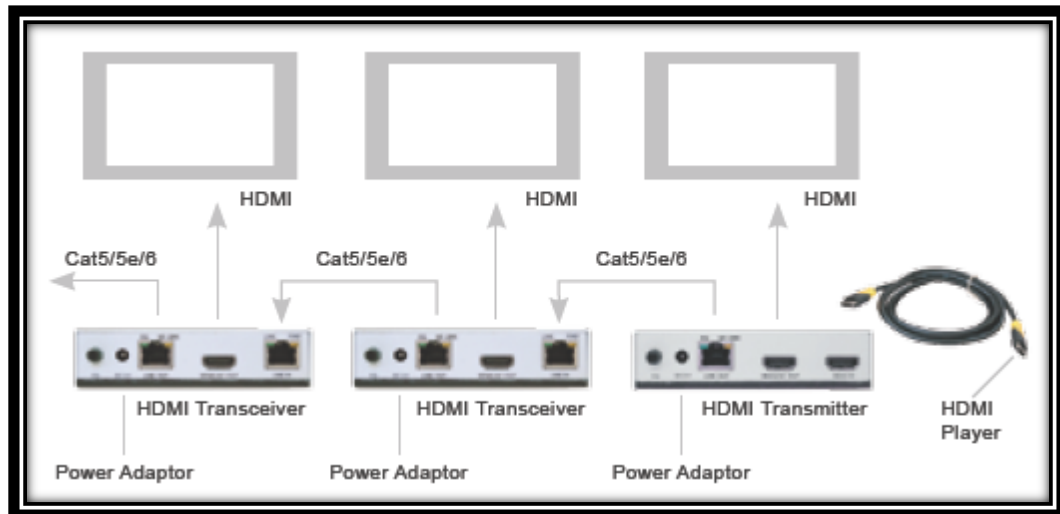 HDMI
HDMI
HDMI
Cat5/5e/6
Cat5/5e/6
Cat5/5e/6
HDMI Transceiver
HDMI Transceiver
HDMI Transmitter
HDMI
Player
Power Adaptor
Power Adaptor
Power Adaptor